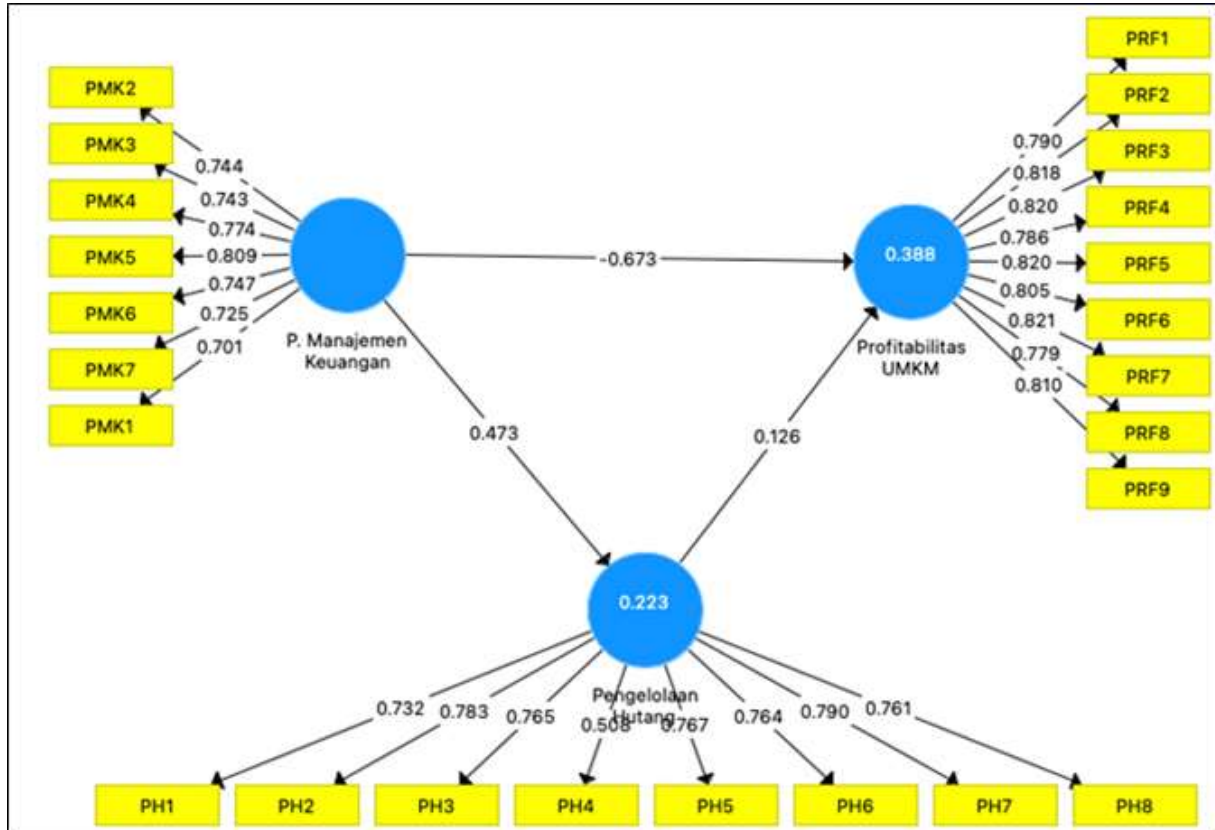 PMK2
PMK3
PMK4
PMK5
PMK6
PMK7
PMK1
0.744
0.743
0.774
0.809
0.747
0.725
0.701
P. Manajemen
Keuangan
-0.673
0.473
0.126
0.388
Profitabilitas
UMKM
0.790
0.818
0.820
0.786
0.820
0.805
0.821
0.779
0.810
PRF1
PRF2
PRF3
PRF4
PRF5
PRF6
PRF7
PRF8
PRF9
0.223
Pengelolaan
Hutang
0.732
0.783
0.765
0.508
0.767
0.764
0.790
0.761
PH1
PH2
PH3
PH4
PH5
PH6
PH7
PH8